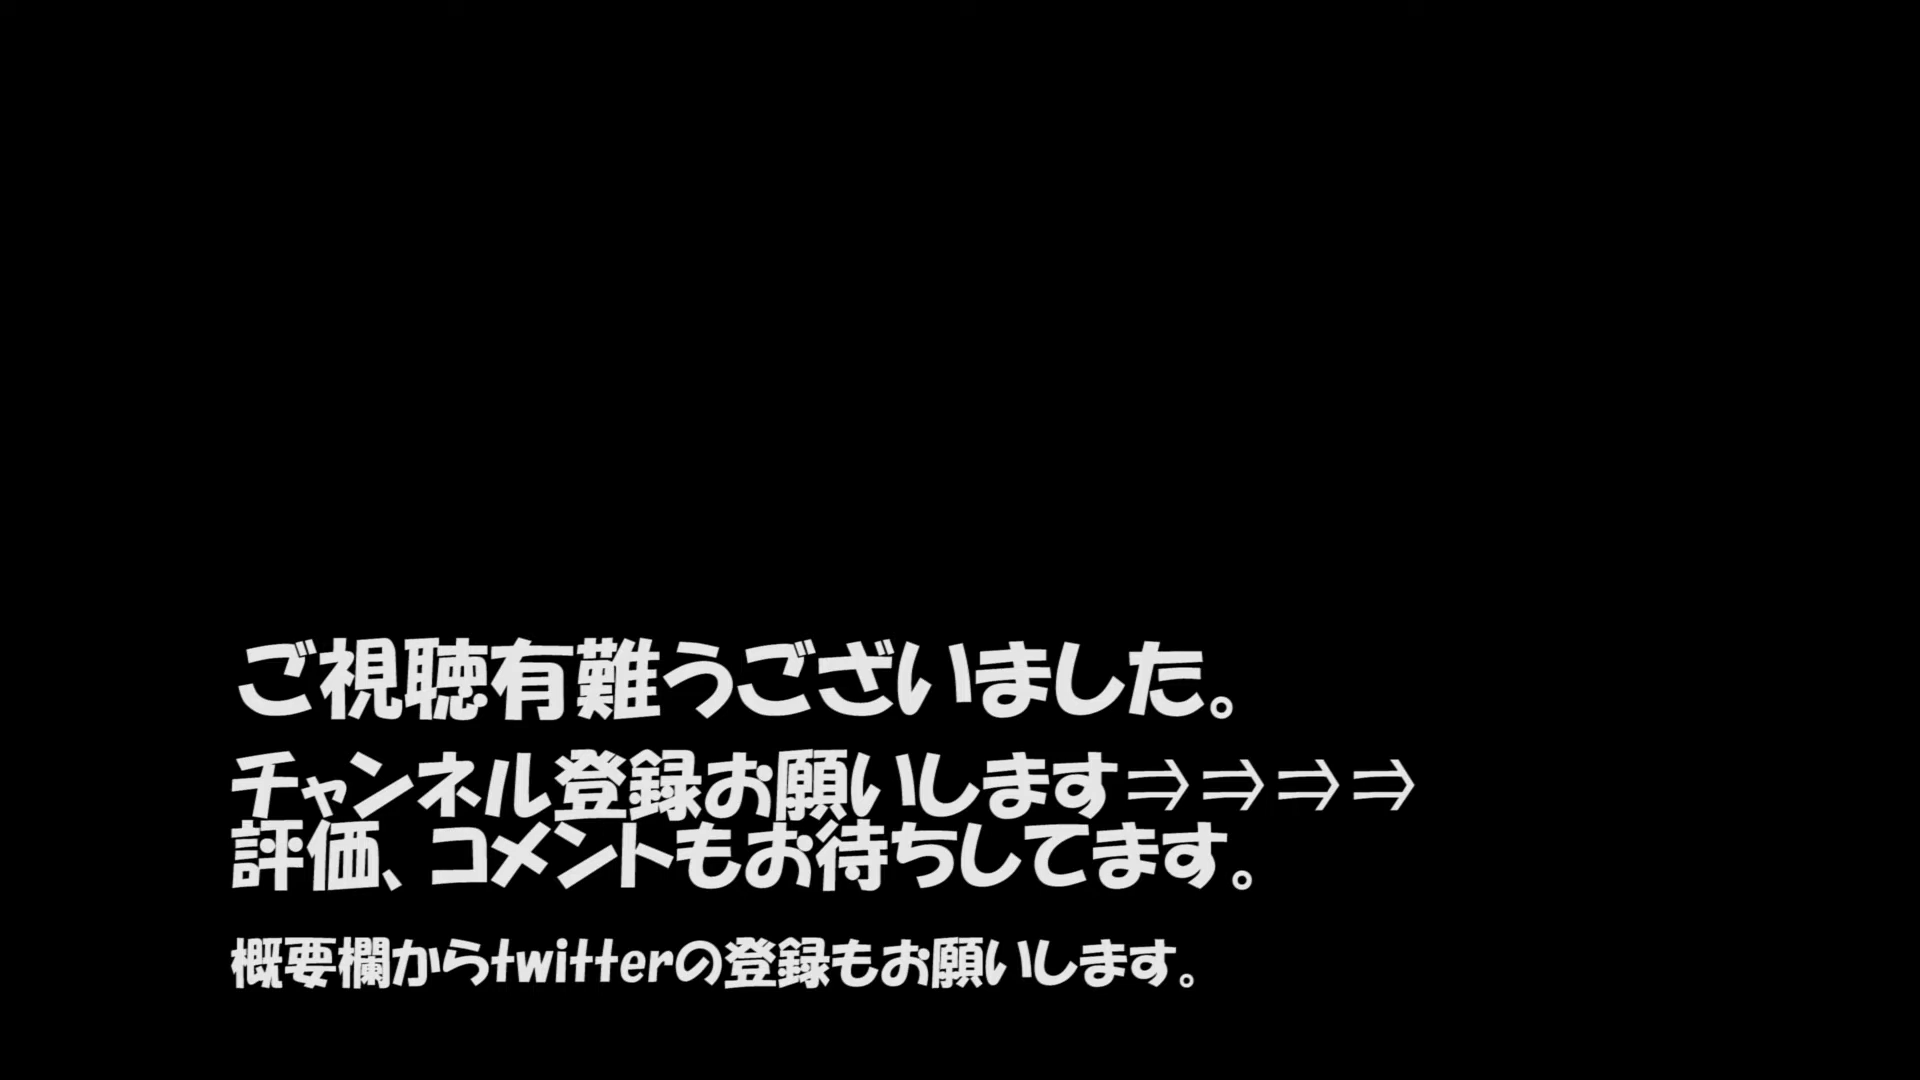 ご視聴有難うございました。
チャンネル登録お願いします⇒⇒⇒⇒
評価、コメントもお待ちしてます。
概要欄からtwitterの登録もお願いします。